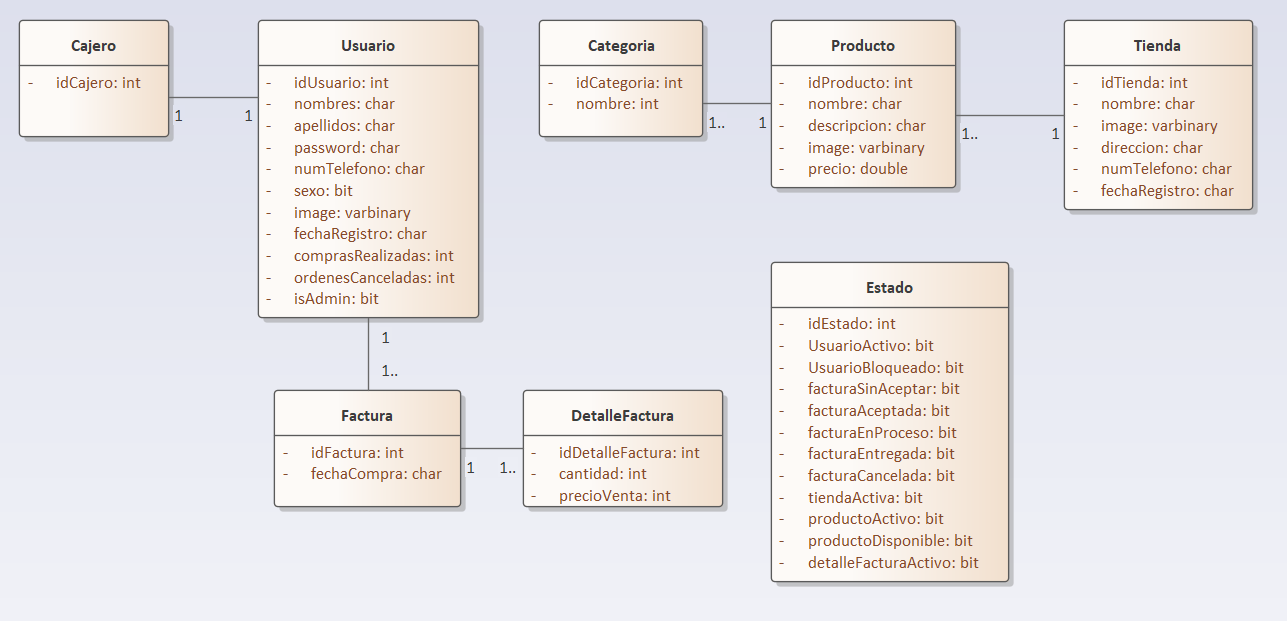 Cajero
- idCajero: int
1
1
Usuario
- idUsuario: int
- nombres: char
- apellidos: char
- password: char
- numTelefono: char
- sexo: bit
- image: varbinary
- fechaRegistro: char
- comprasRealizadas: int
- ordenesCanceladas: int
- isAdmin: bit
1
1..
Categoria
- idCategoria: int
- nombre: int
1..
1
Producto
- idProducto: int
- nombre: char
- descripcion: char
- image: varbinary
- precio: double
1..
1
Tienda
- idTienda: int
- nombre: char
- image: varbinary
- direccion: char
- numTelefono: char
- fechaRegistro: char
Factura
- idFactura: int
- fechaCompra: char
1
1..
DetalleFactura
- idDetalleFactura: int
- cantidad: int
- precioVenta: int
Estado
- idEstado: int
- UsuarioActivo: bit
- UsuarioBloqueado: bit
- facturaSinAceptar: bit
- facturaAceptada: bit
- facturaEnProceso: bit
- facturaEntregada: bit
- facturaCancelada: bit
- tiendaActiva: bit
- productoActivo: bit
- productoDisponible: bit
- detalleFacturaActivo: bit